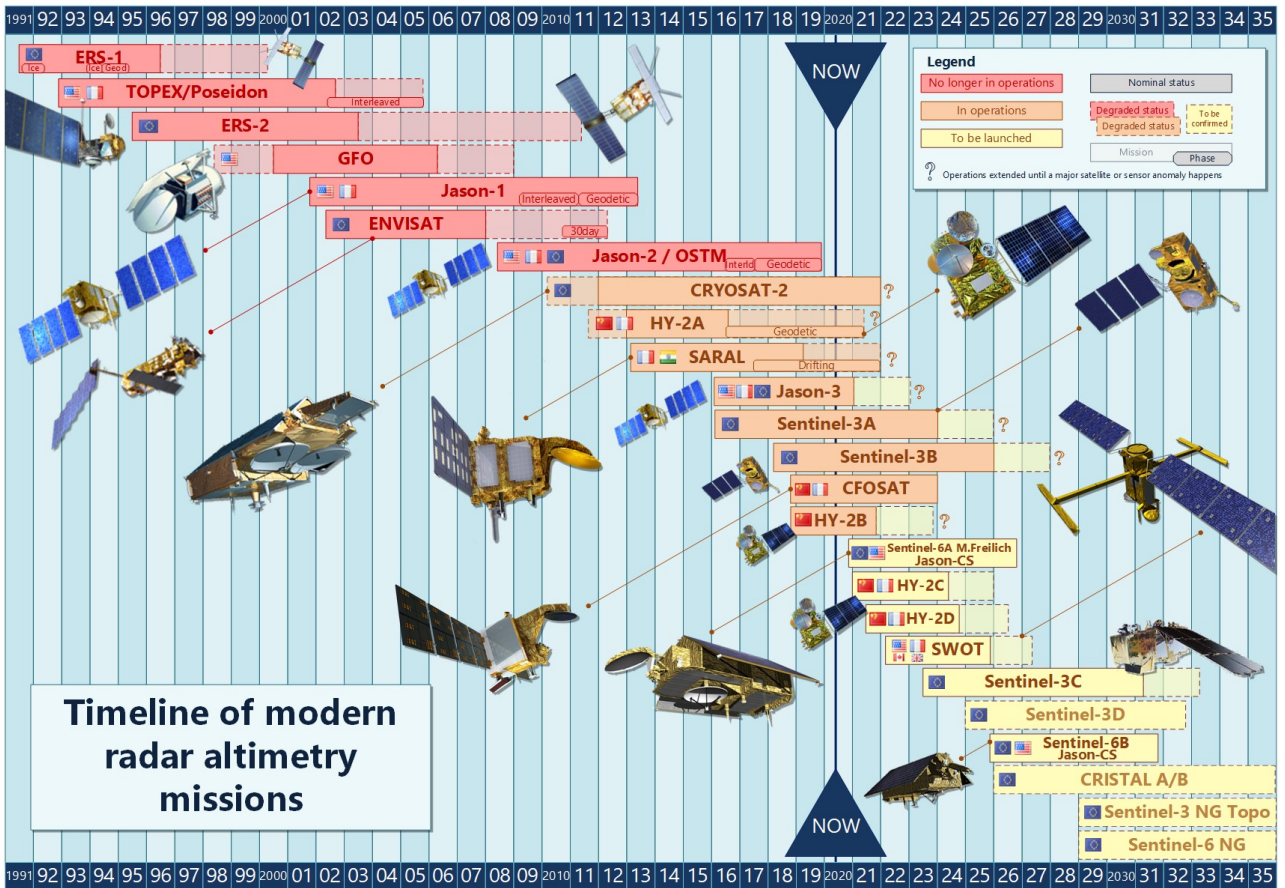 1991 92 93 94 95 96 97 98 99 2000 01 02 03 04 05 06 07 08 09 2010 11 12 13 14 15 16 17 18 19 2020 21 22 23 24 25 26 27 28 29 2030 31 32 33 34 35
ERS-1
Ice
Ice
Geod
TOPEX/Poseidon
Interleaved
ERS-2
GFO
Jason-1
Interleaved
Geodetic
ENVISAT
30day
Jason-2 / OSTM
Interld
Geodetic
CRYOSAT-2
?
HY-2A
Geodetic
?
SARAL
Drifting
?
Jason-3
?
Sentinel-3A
?
Sentinel-3B
?
CFOSAT
HY-2B
?
Sentinel-6A M.Freilich
Jason-CS
HY-2C
HY-2D
SWOT
Sentinel-3C
Sentinel-3D
Sentinel-6B
Jason-CS
CRISTAL A/B
Sentinel-3 NG Topo
Sentinel-6 NG
NOW
NOW
Legend
No longer in operations
In operations
To be launched
Nominal status
Degraded status
Degraded status
To be
confirmed
Mission
Phase
? Operations extended until a major satellite or sensor anomaly happens
Timeline of modern
radar altimetry
missions
1991 92 93 94 95 96 97 98 99 2000 01 02 03 04 05 06 07 08 09 2010 11 12 13 14 15 16 17 18 19 2020 21 22 23 24 25 26 27 28 29 2030 31 32 33 34 35